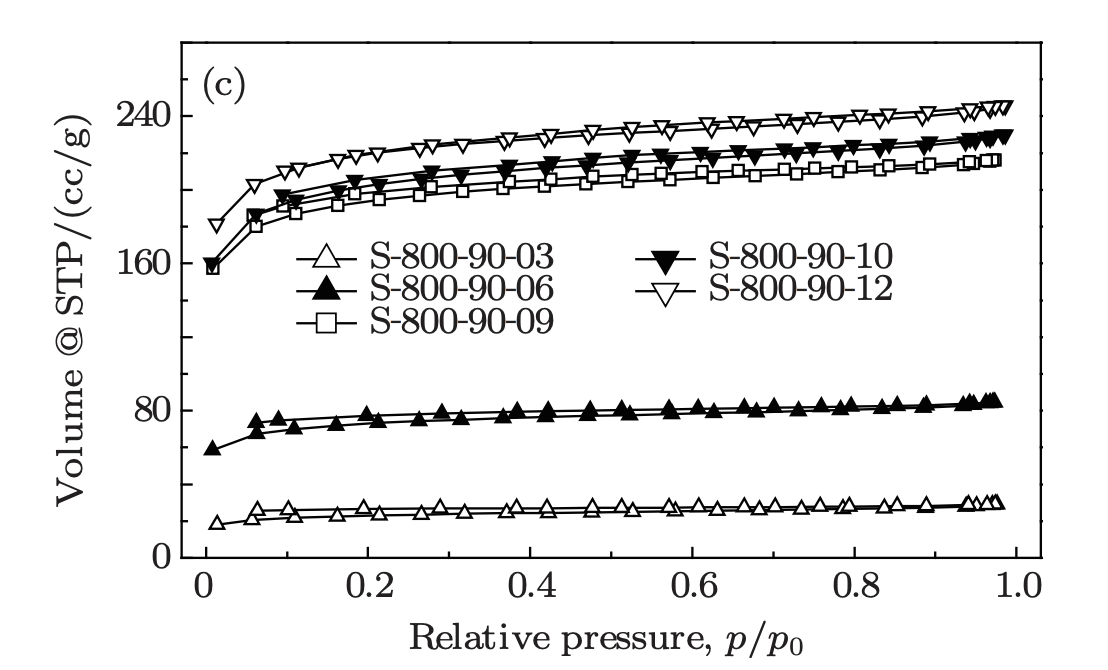 (c)
240
160
80
0
Volume @ STP/(cc/g)
S-800-90-03
S-800-90-06
S-800-90-09
S-800-90-10
S-800-90-12
0 0.2 0.4 0.6 0.8 1.0
Relative pressure, p/p₀